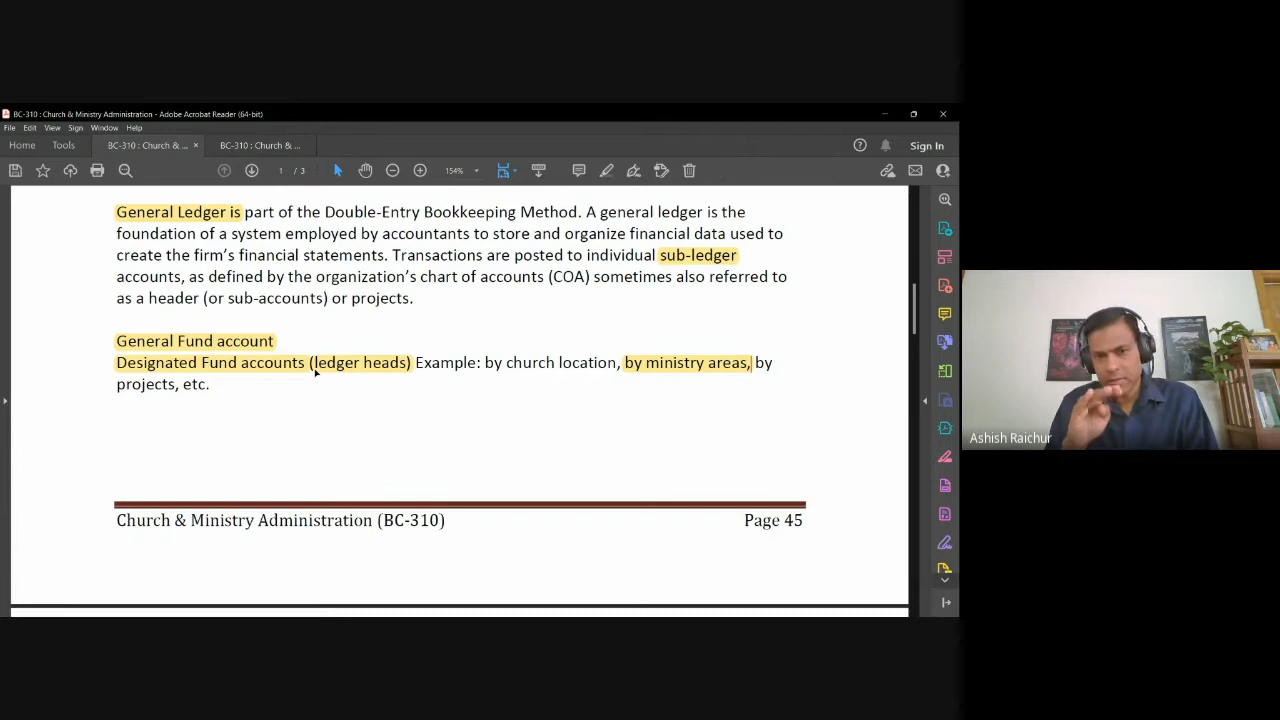 BC-310 : Church & Ministry Administration - Adobe Acrobat Reader (64-bit)
File Edit View Sign Window Help
Home Tools BC-310 : Church & ... × BC-310 : Church & ... Sign In
1 / 3 154%
General Ledger is part of the Double-Entry Bookkeeping Method. A general ledger is the
foundation of a system employed by accountants to store and organize financial data used to
create the firm’s financial statements. Transactions are posted to individual sub-ledger
accounts, as defined by the organization’s chart of accounts (COA) sometimes also referred to
as a header (or sub-accounts) or projects.
General Fund account
Designated Fund accounts (ledger heads) Example: by church location, by ministry areas, by
projects, etc.
Church & Ministry Administration (BC-310) Page 45
Ashish Raichur